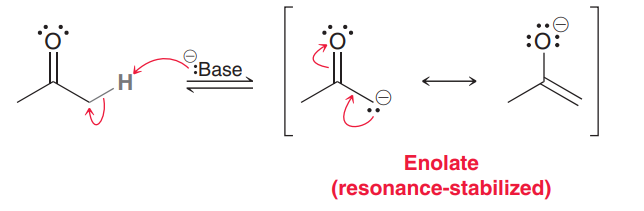 :O:
H
⊖
:Base
:O:
⊖
:O:
⊖
Enolate
(resonance-stabilized)